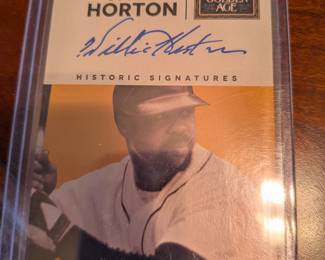 HORTON
GOLDEN
AGE
Willie Horton
HISTORIC SIGNATURES